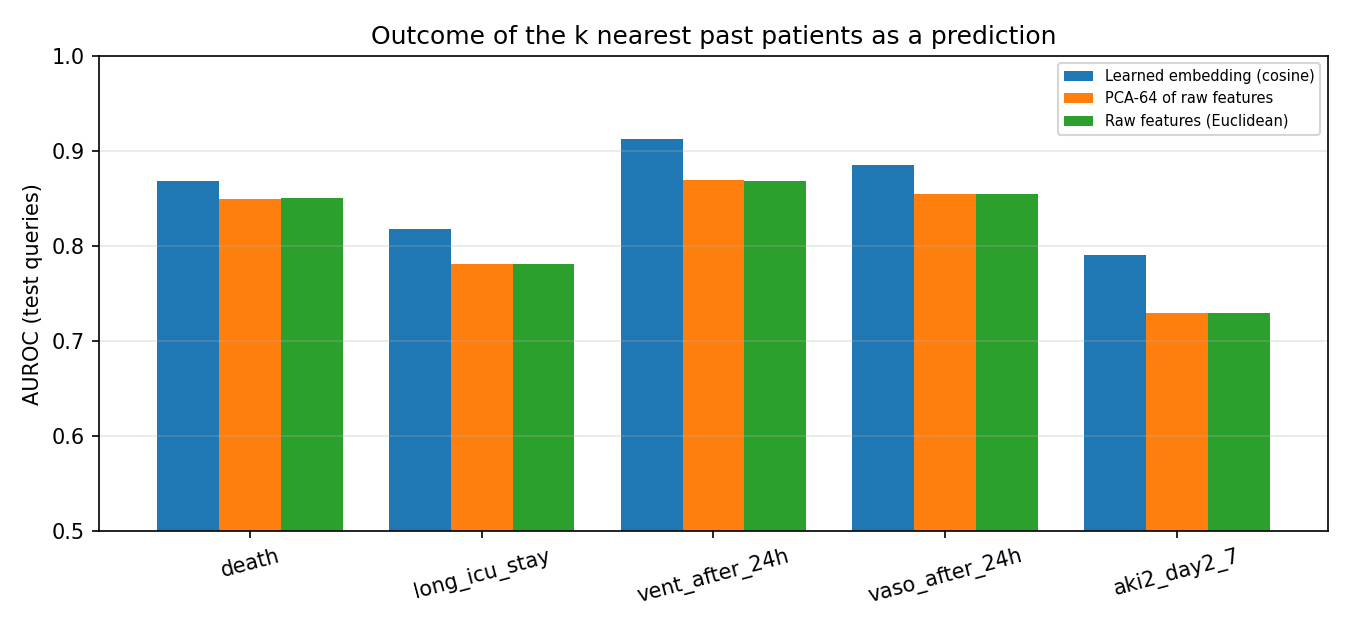 Outcome of the k nearest past patients as a prediction
Learned embedding (cosine)
PCA-64 of raw features
Raw features (Euclidean)
AUROC (test queries)
1.0
0.9
0.8
0.7
0.6
0.5
death
long_icu_stay
vent_after_24h
vaso_after_24h
aki2_day2_7